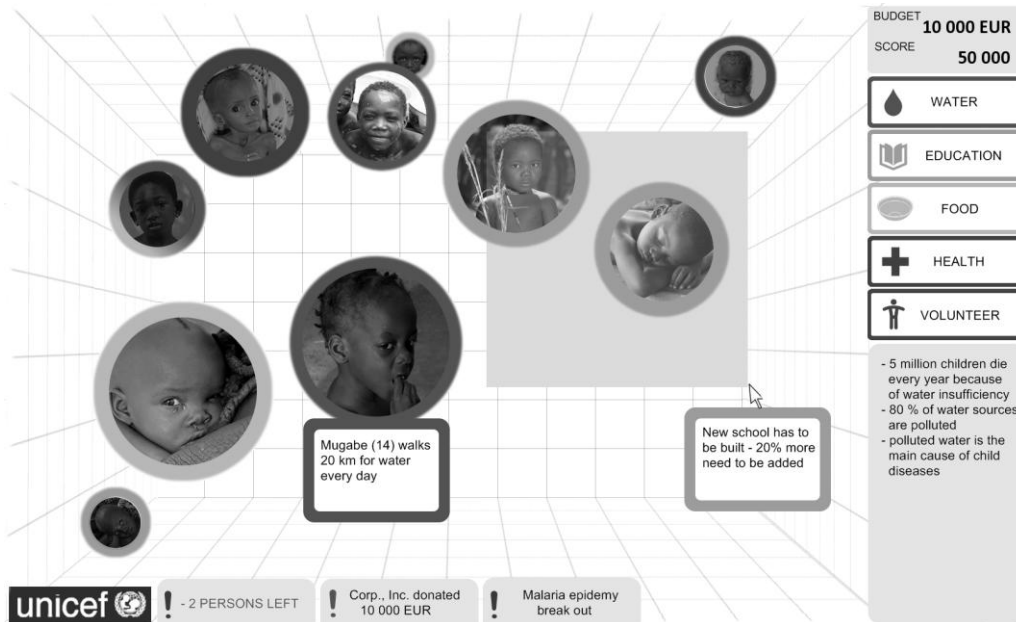 BUDGET
10 000 EUR
SCORE
50 000
WATER
EDUCATION
FOOD
HEALTH
VOLUNTEER
- 5 million children die
every year because
of water insufficiency
- 80 % of water sources
are polluted
- polluted water is the
main cause of child
diseases
Mugabe (14) walks
20 km for water
every day
New school has to
be built - 20% more
need to be added
unicef
- 2 PERSONS LEFT
Corp., Inc. donated
10 000 EUR
Malaria epidemy
break out